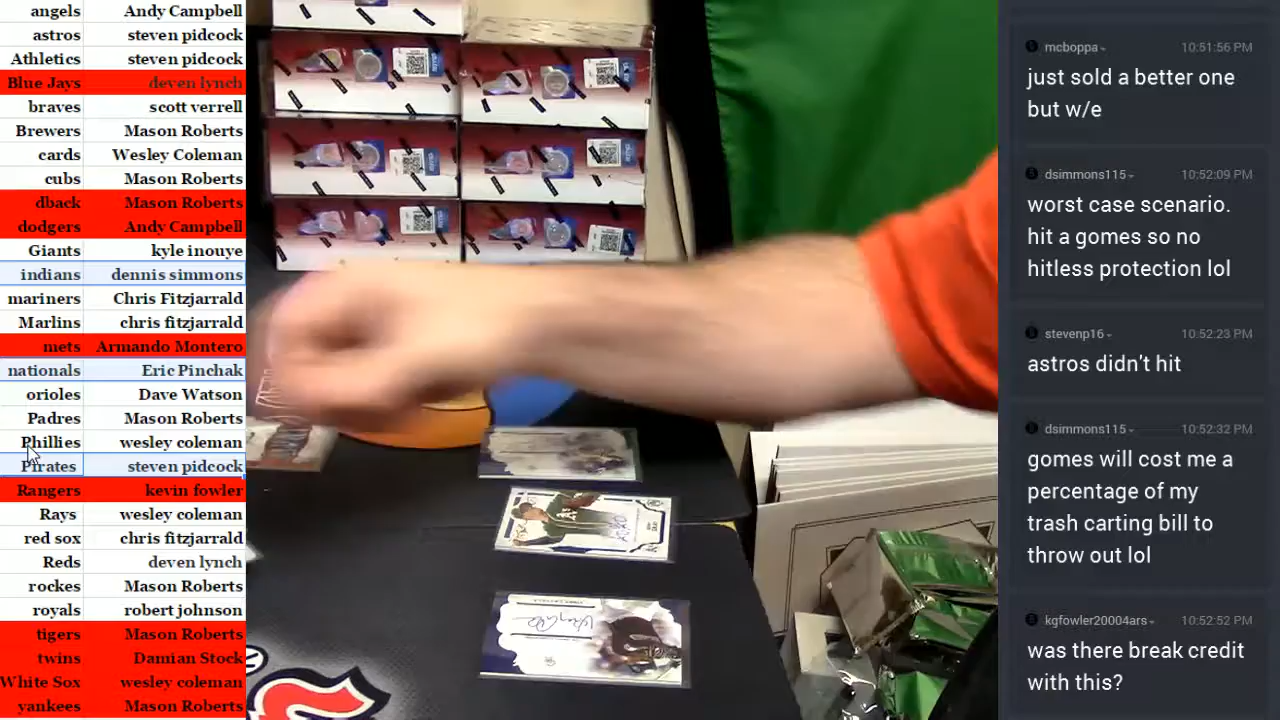 angels Andy Campbell
astros steven pidcock
Athletics steven pidcock
Blue Jays deven lynch
braves scott verrell
Brewers Mason Roberts
cards Wesley Coleman
cubs Mason Roberts
dback Mason Roberts
dodgers Andy Campbell
Giants kyle inouye
indians dennis simmons
mariners Chris Fitzjarrald
Marlins chris fitzjarrald
mets Armando Montero
nationals Eric Pinchak
orioles Dave Watson
Padres Mason Roberts
Phillies wesley coleman
Pirates steven pidcock
Rangers kevin fowler
Rays wesley coleman
red sox chris fitzjarrald
Reds deven lynch
rockes Mason Roberts
royals robert johnson
tigers Mason Roberts
twins Damian Stock
White Sox wesley coleman
yankees Mason Roberts
mcboppa 10:51:56 PM
just sold a better one
but w/e
dsimmons115 10:52:09 PM
worst case scenario.
hit a gomes so no
hitless protection lol
stevenp16 10:52:23 PM
astros didn't hit
dsimmons115 10:52:32 PM
gomes will cost me a
percentage of my
trash carting bill to
throw out lol
kgfowler20004ars 10:52:52 PM
was there break credit
with this?